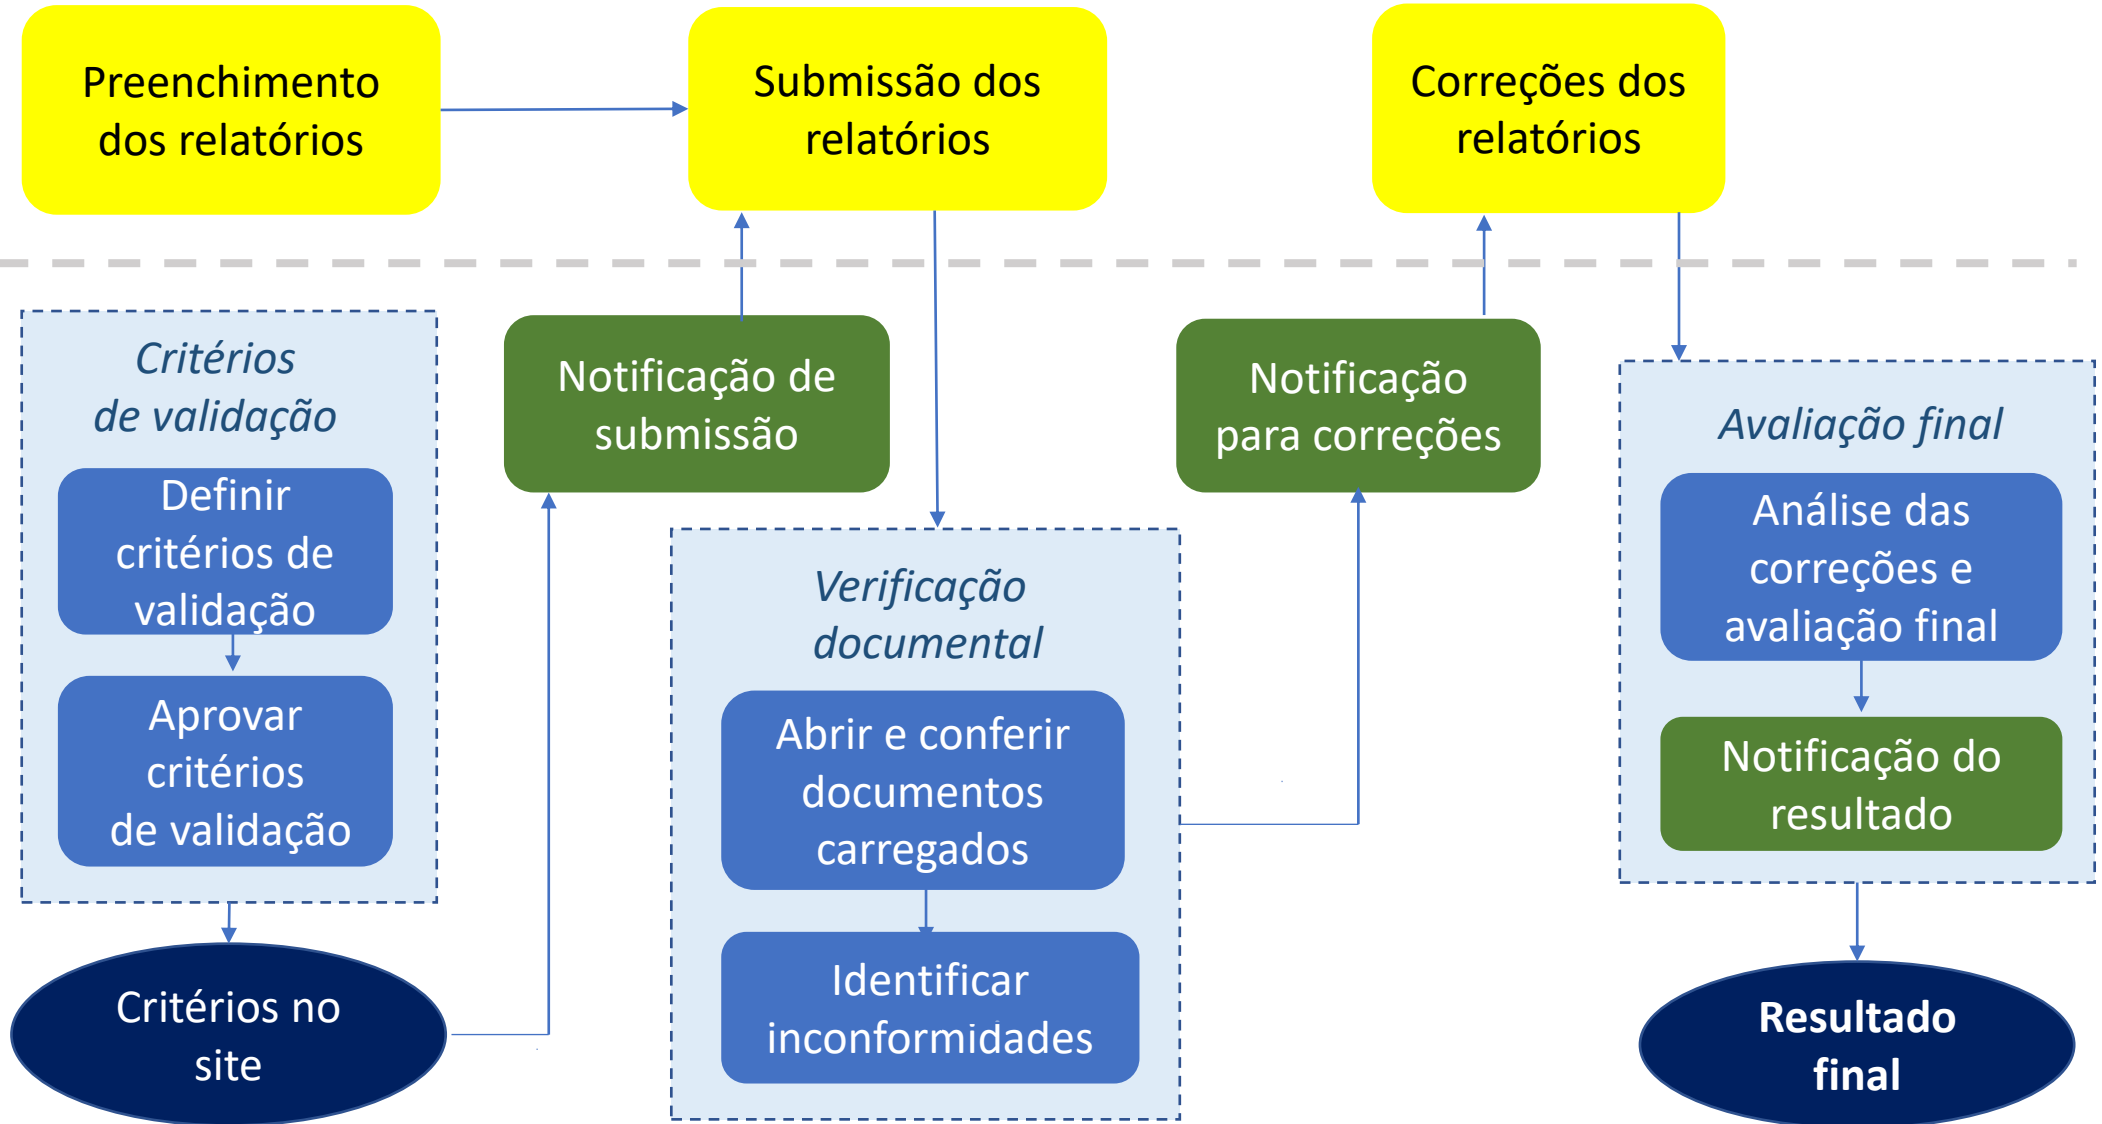 Preenchimento
dos relatórios
Submissão dos
relatórios
Correções dos
relatórios
Critérios
de validação
Definir
critérios de
validação
Aprovar
critérios
de validação
Critérios no
site
Notificação de
submissão
Verificação
documental
Abrir e conferir
documentos
carregados
Identificar
inconformidades
Notificação
para correções
Avaliação final
Análise das
correções e
avaliação final
Notificação do
resultado
Resultado
final